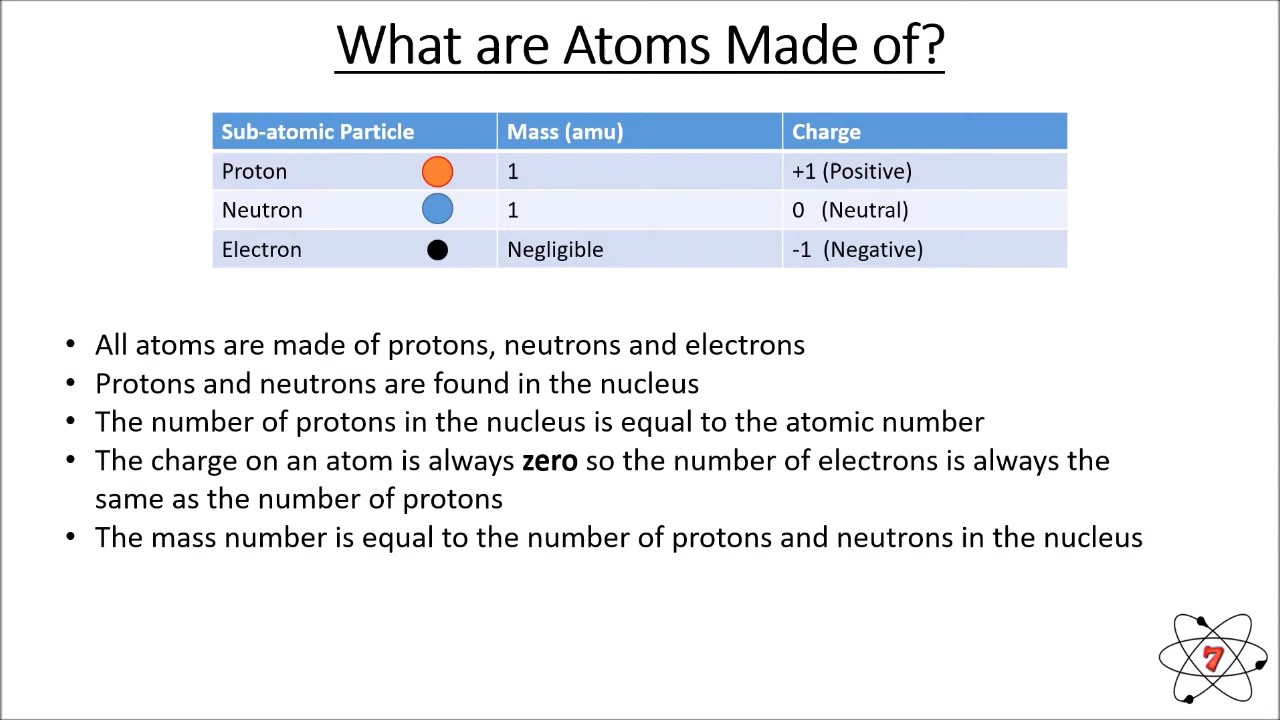 What are Atoms Made of?
Sub-atomic Particle Mass (amu) Charge
Proton 1 +1 (Positive)
Neutron 1 0 (Neutral)
Electron Negligible -1 (Negative)
• All atoms are made of protons, neutrons and electrons
• Protons and neutrons are found in the nucleus
• The number of protons in the nucleus is equal to the atomic number
• The charge on an atom is always zero so the number of electrons is always the
same as the number of protons
• The mass number is equal to the number of protons and neutrons in the nucleus
7